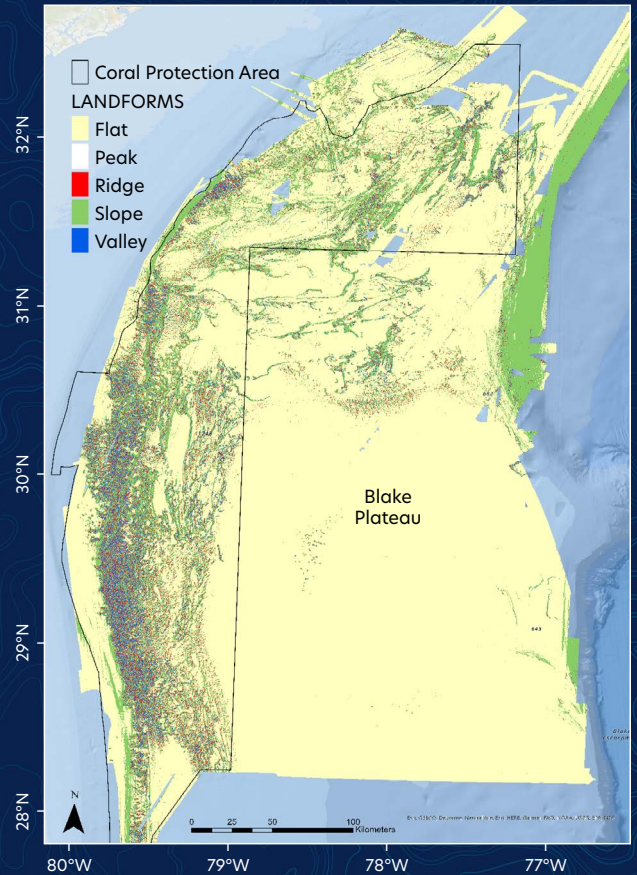 Coral Protection Area
LANDFORMS
Flat
Peak
Ridge
Slope
Valley
32°N
31°N
30°N
29°N
28°N
Blake
Plateau
N
0 25 50 100
Kilometers
80°W 79°W 78°W 77°W